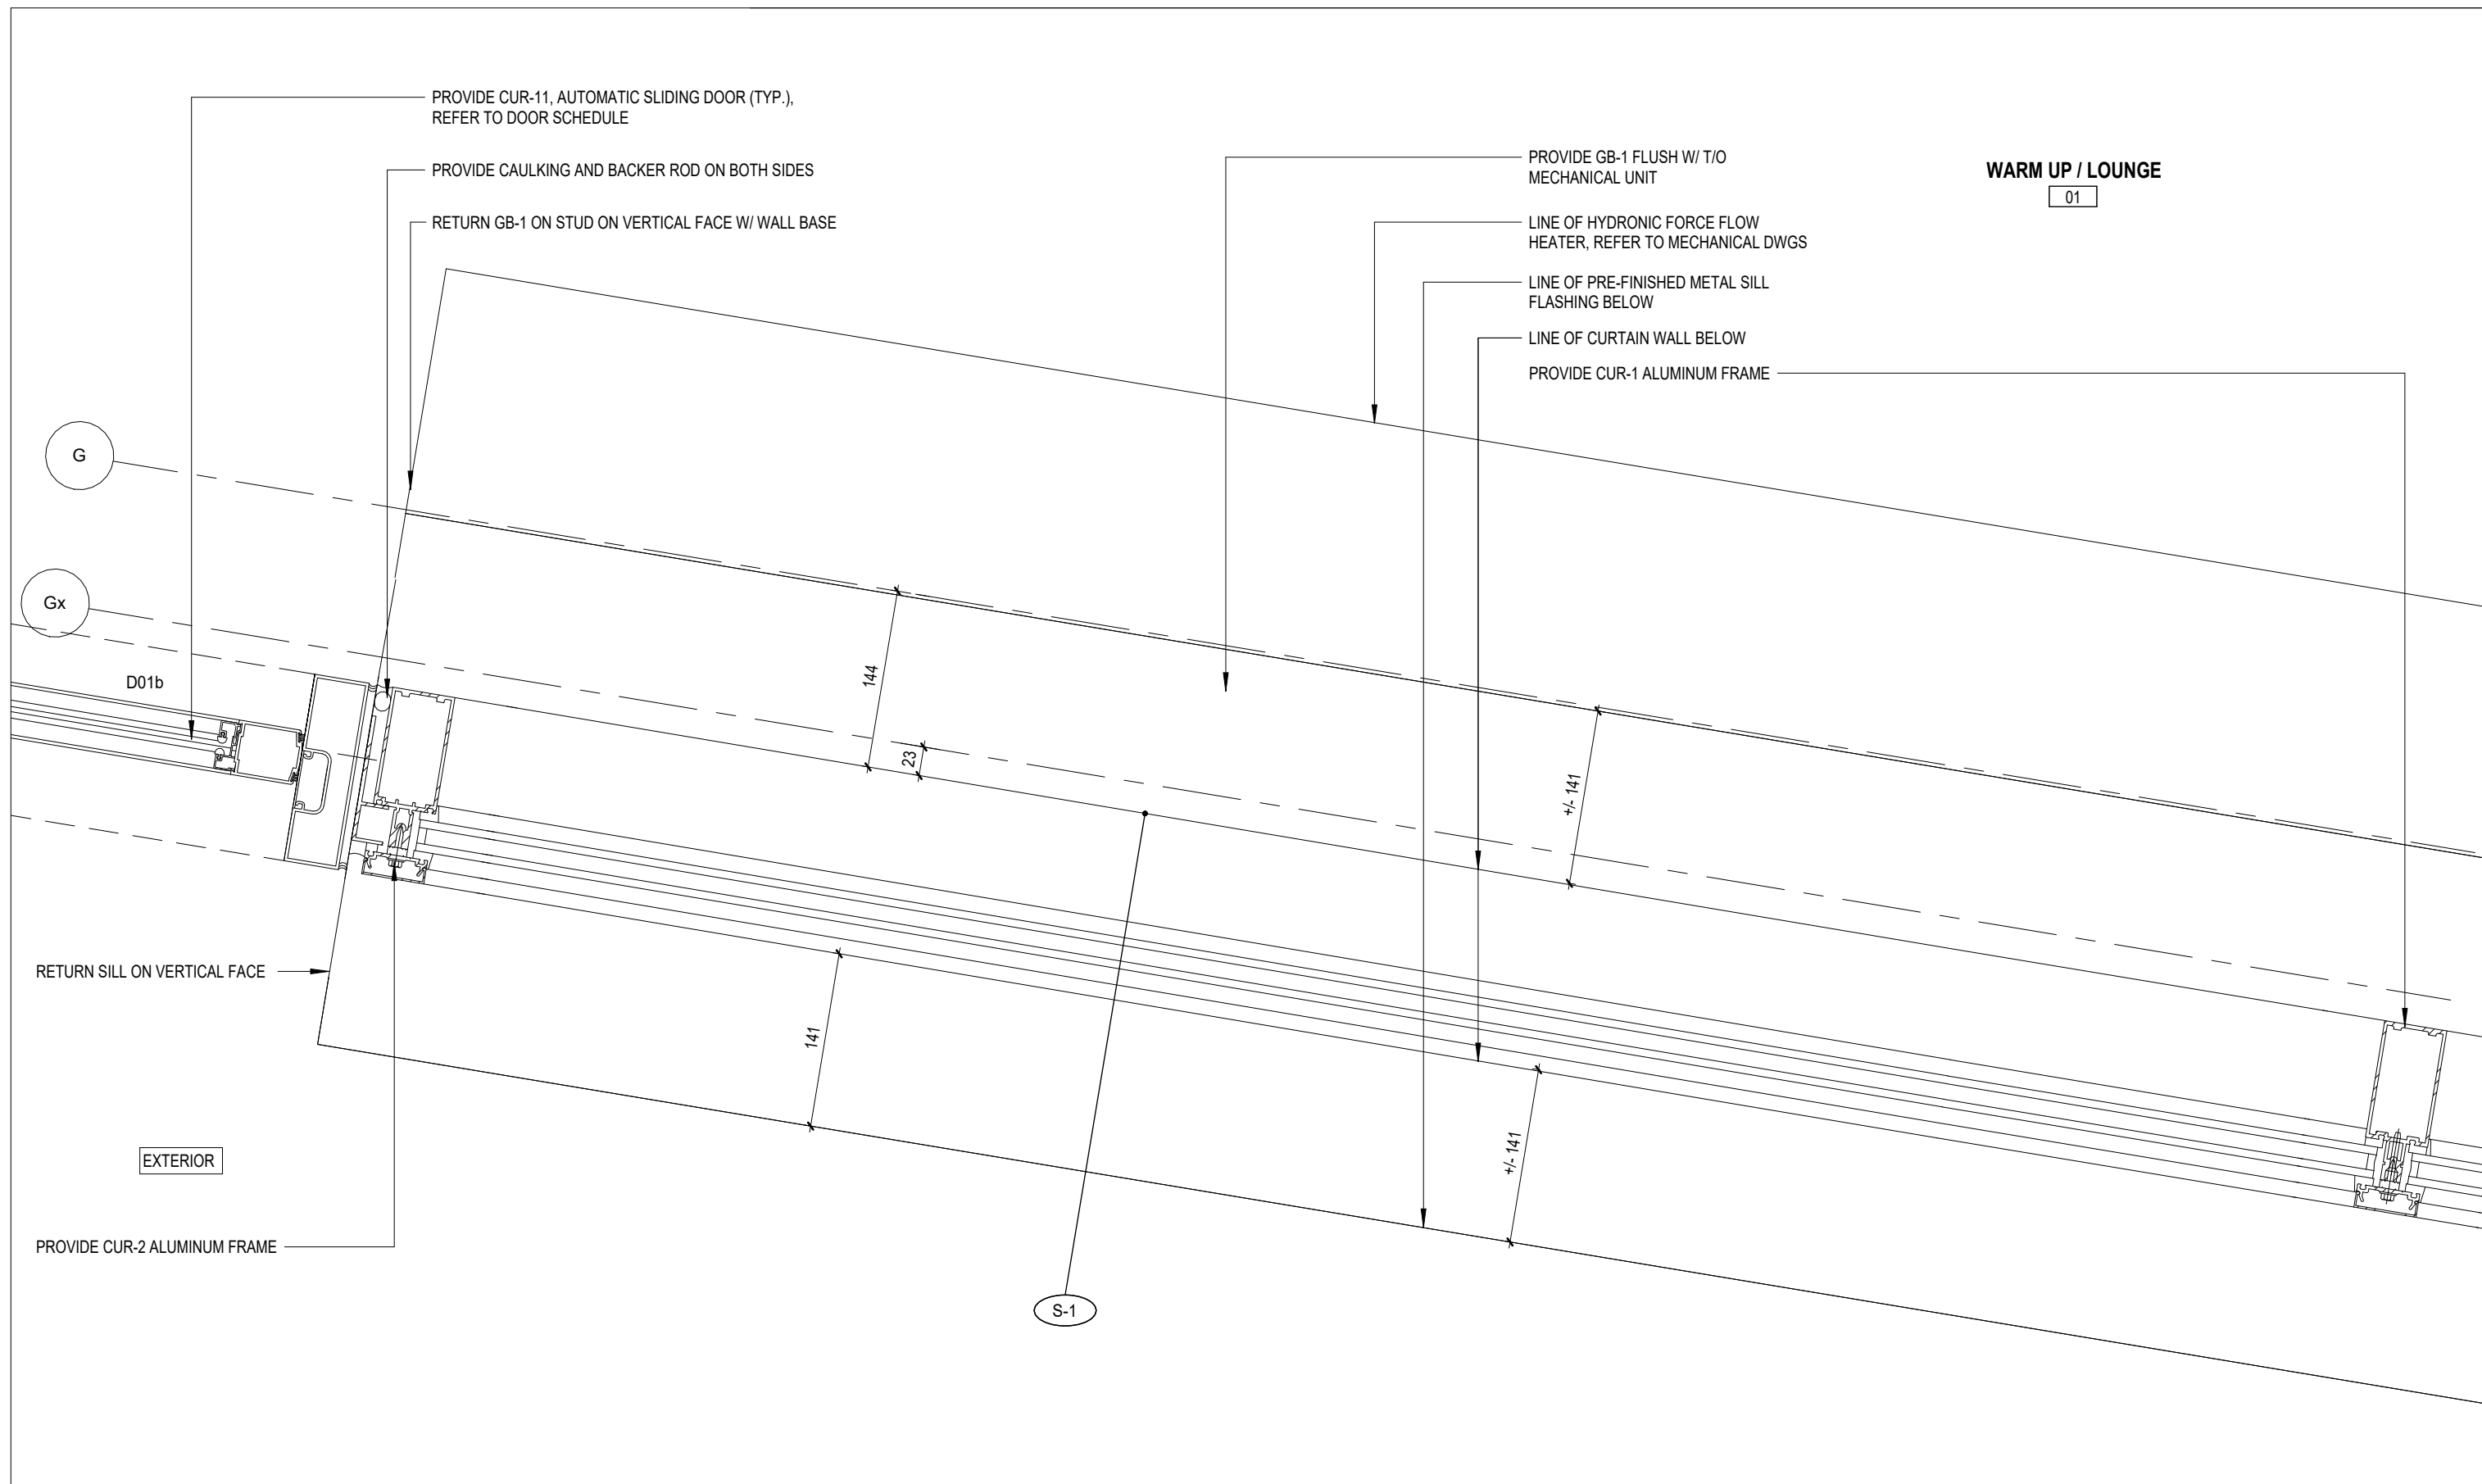 PROVIDE CUR-11, AUTOMATIC SLIDING DOOR (TYP.),
REFER TO DOOR SCHEDULE
PROVIDE CAULKING AND BACKER ROD ON BOTH SIDES
RETURN GB-1 ON STUD ON VERTICAL FACE W/ WALL BASE
PROVIDE GB-1 FLUSH W/ T/O
MECHANICAL UNIT
WARM UP / LOUNGE
01
LINE OF HYDRONIC FORCE FLOW
HEATER, REFER TO MECHANICAL DWGS
LINE OF PRE-FINISHED METAL SILL
FLASHING BELOW
LINE OF CURTAIN WALL BELOW
PROVIDE CUR-1 ALUMINUM FRAME
G
Gx
D01b
144
23
+/- 141
RETURN SILL ON VERTICAL FACE
141
+/- 141
EXTERIOR
PROVIDE CUR-2 ALUMINUM FRAME
S-1